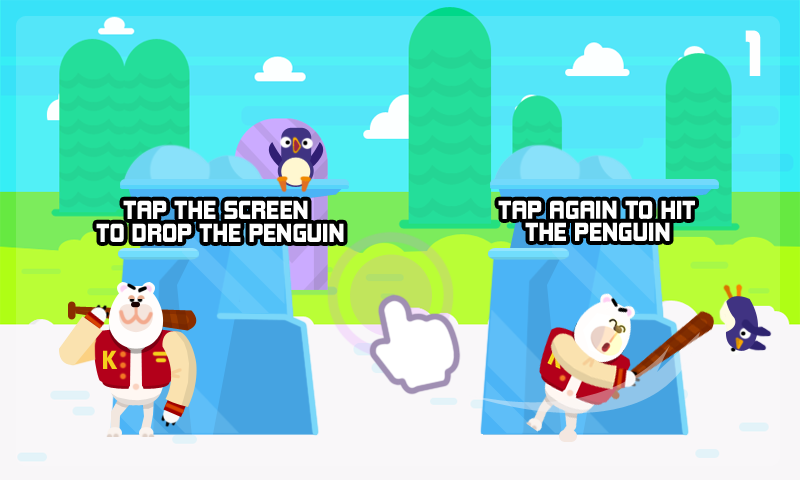 1
TAP THE SCREEN
TO DROP THE PENGUIN
TAP AGAIN TO HIT
THE PENGUIN
K
K